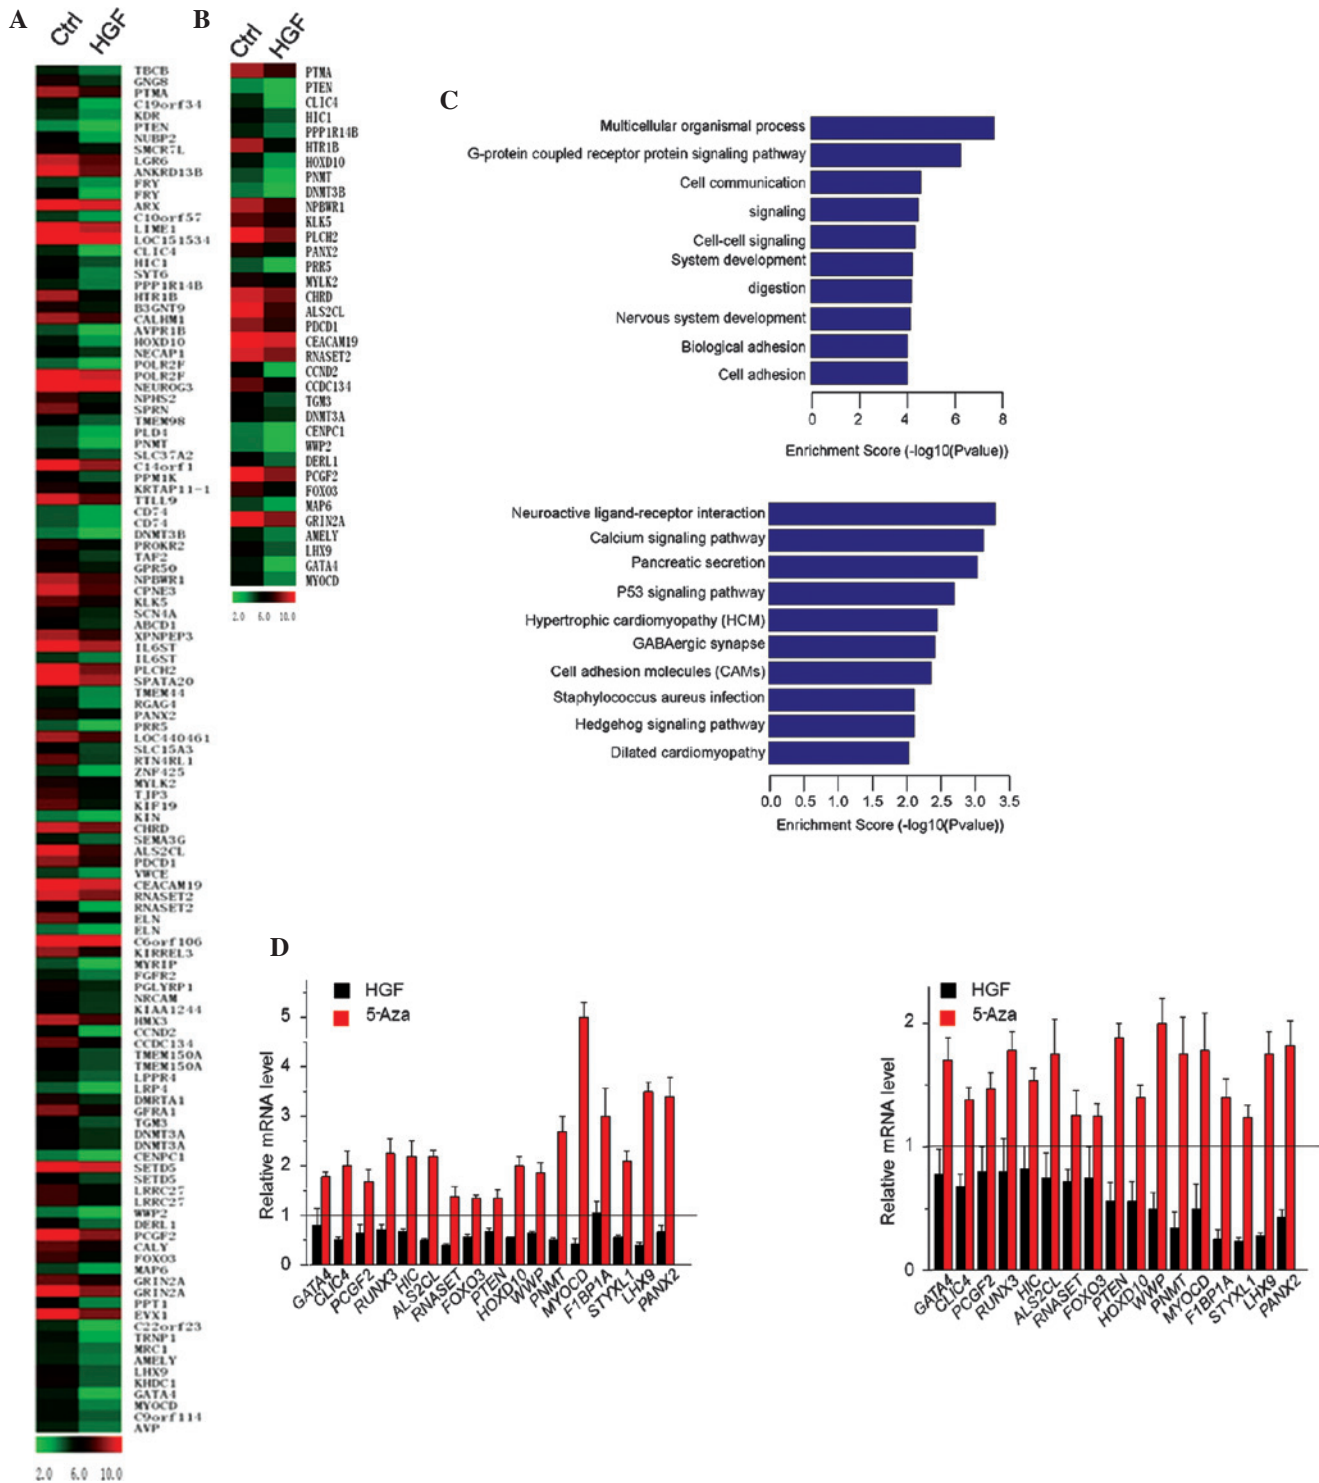 A
Ctrl
HGF
TBCB
GNG8
PTMA
C19orf34
KDR
PTEN
NUBP2
SMCR7L
LGR6
ANKRD13B
FRY
FRY
ARX
C10orf57
LIME1
LOC151534
CLIC4
HIC1
SYT6
PPP1R14B
HTR1B
B3GNT9
CALHM1
AVPR1B
HOXD10
NECAP1
POLR2F
POLR2F
NEUROG3
NPHS2
SPRN
TMEM98
PLD4
PNMT
SLC37A2
C14orf1
PPM1K
KRTAP11-1
TTLL9
CD74
CD74
DNMT3B
PROKR2
TAF2
GPR50
NPBWR1
CPNE3
KLK5
SCN4A
ABCD1
XPNPEP3
IL6ST
IL6ST
PLCH2
SPATA20
TMEM44
RGAG4
PANX2
PRR5
LOC440461
SLC15A3
RTN4RL1
ZNF425
MYLK2
TJP3
KIF19
KIN
CHRD
SEMA3G
ALS2CL
PDCD1
VWCE
CEACAM19
RNASET2
RNASET2
ELN
ELN
C6orf106
KIRREL3
MYRIP
FGFR2
PGLYRP1
NRCAM
KIAA1244
HMX3
CCND2
CCDC134
TMEM150A
TMEM150A
LPPR4
LRP4
DMRTA1
GFRA1
TGM3
DNMT3A
DNMT3A
CENPC1
SETD5
SETD5
LRRC27
LRRC27
WWP2
DERL1
PCGF2
CALY
FOXO3
MAP6
GRIN2A
GRIN2A
PPT1
EVX1
C22orf23
TRNP1
MRC1
AMELY
LHX9
KHDC1
GATA4
MYOCD
C9orf114
AVP
2.0 6.0 10.0
B
Ctrl
HGF
PTMA
PTEN
CLIC4
HIC1
PPP1R14B
HTR1B
HOXD10
PNMT
DNMT3B
NPBWR1
KLK5
PLCH2
PANX2
PRR5
MYLK2
CHRD
ALS2CL
PDCD1
CEACAM19
RNASET2
CCND2
CCDC134
TGM3
DNMT3A
CENPC1
WWP2
DERL1
PCGF2
FOXO3
MAP6
GRIN2A
AMELY
LHX9
GATA4
MYOCD
2.0 6.0 10.0
C
Multicellular organismal process
G-protein coupled receptor protein signaling pathway
Cell communication
signaling
Cell-cell signaling
System development
digestion
Nervous system development
Biological adhesion
Cell adhesion
0 2 4 6 8
Enrichment Score (-log10(Pvalue))
Neuroactive ligand-receptor interaction
Calcium signaling pathway
Pancreatic secretion
P53 signaling pathway
Hypertrophic cardiomyopathy (HCM)
GABAergic synapse
Cell adhesion molecules (CAMs)
Staphylococcus aureus infection
Hedgehog signaling pathway
Dilated cardiomyopathy
0.0 0.5 1.0 1.5 2.0 2.5 3.0 3.5
Enrichment Score (-log10(Pvalue))
D
HGF
5-Aza
Relative mRNA level
5
4
3
2
1
0
GATA4
CLIC4
PCGF2
RUNX3
HIC
ALS2CL
RNASET
FOXO3
PTEN
HOXD10
WWP
PNMT
MYOCD
F1BP1A
STYXL1
LHX9
PANX2
HGF
5-Aza
Relative mRNA level
2
1
0
GATA4
CLIC4
PCGF2
RUNX3
HIC
ALS2CL
RNASET
FOXO3
PTEN
HOXD10
WWP
PNMT
MYOCD
F1BP1A
STYXL1
LHX9
PANX2